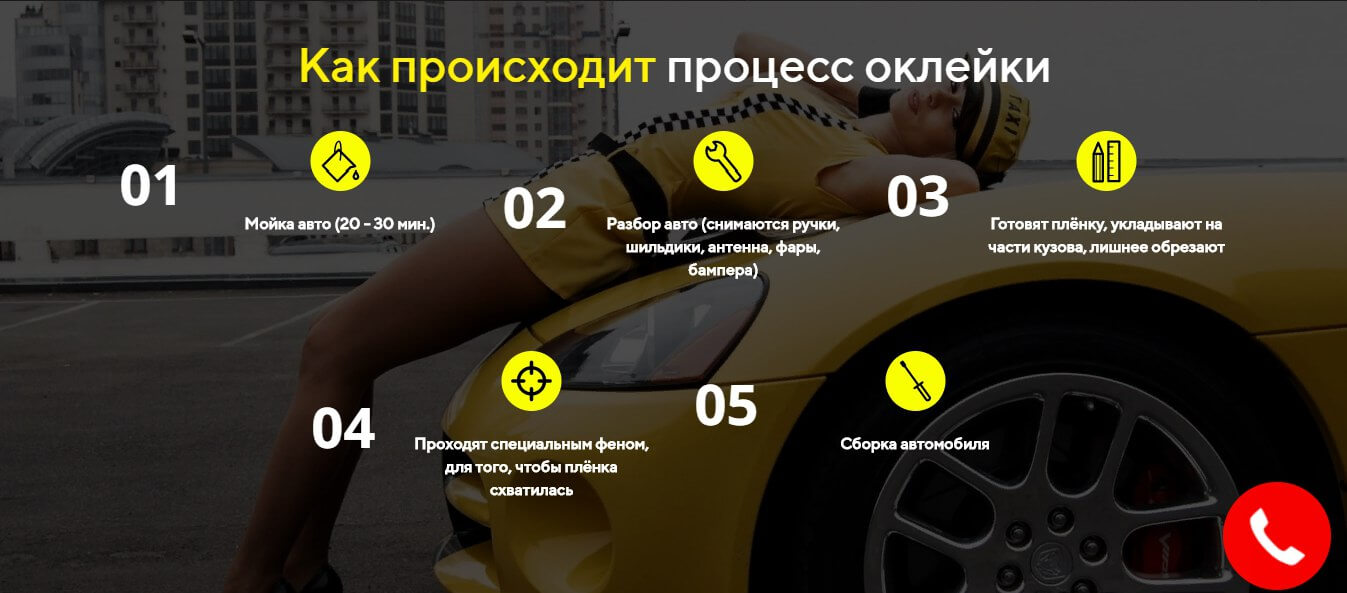 Как происходит процесс оклейки
01
Мойка авто (20 – 30 мин.)
02
Разбор авто (снимаются ручки,
шильдики, антенна, фары,
бампера)
03
Готовят плёнку, укладывают на
части кузова, лишнее обрезают
04
Проходят специальным феном,
для того, чтобы плёнка
схватилась
05
Сборка автомобиля
TAXI